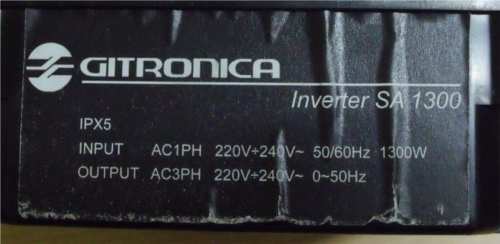 GITRONICA
Inverter SA 1300
IPX5
INPUT AC1PH 220V÷240V~ 50/60Hz 1300W
OUTPUT AC3PH 220V÷240V~ 0~50Hz